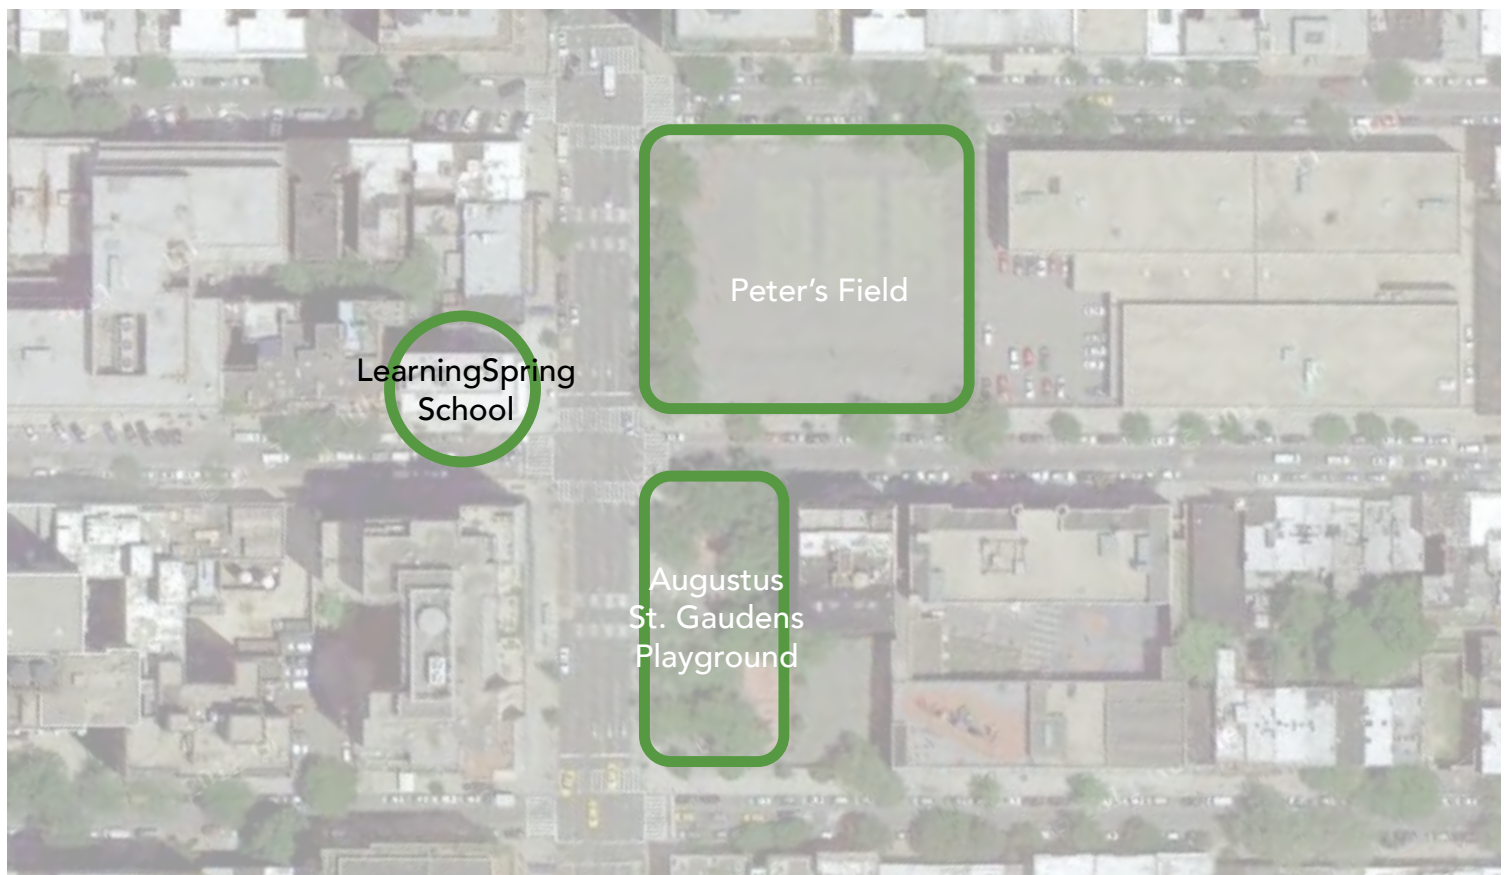 Peter’s Field
LearningSpring
School
Augustus
St. Gaudens
Playground